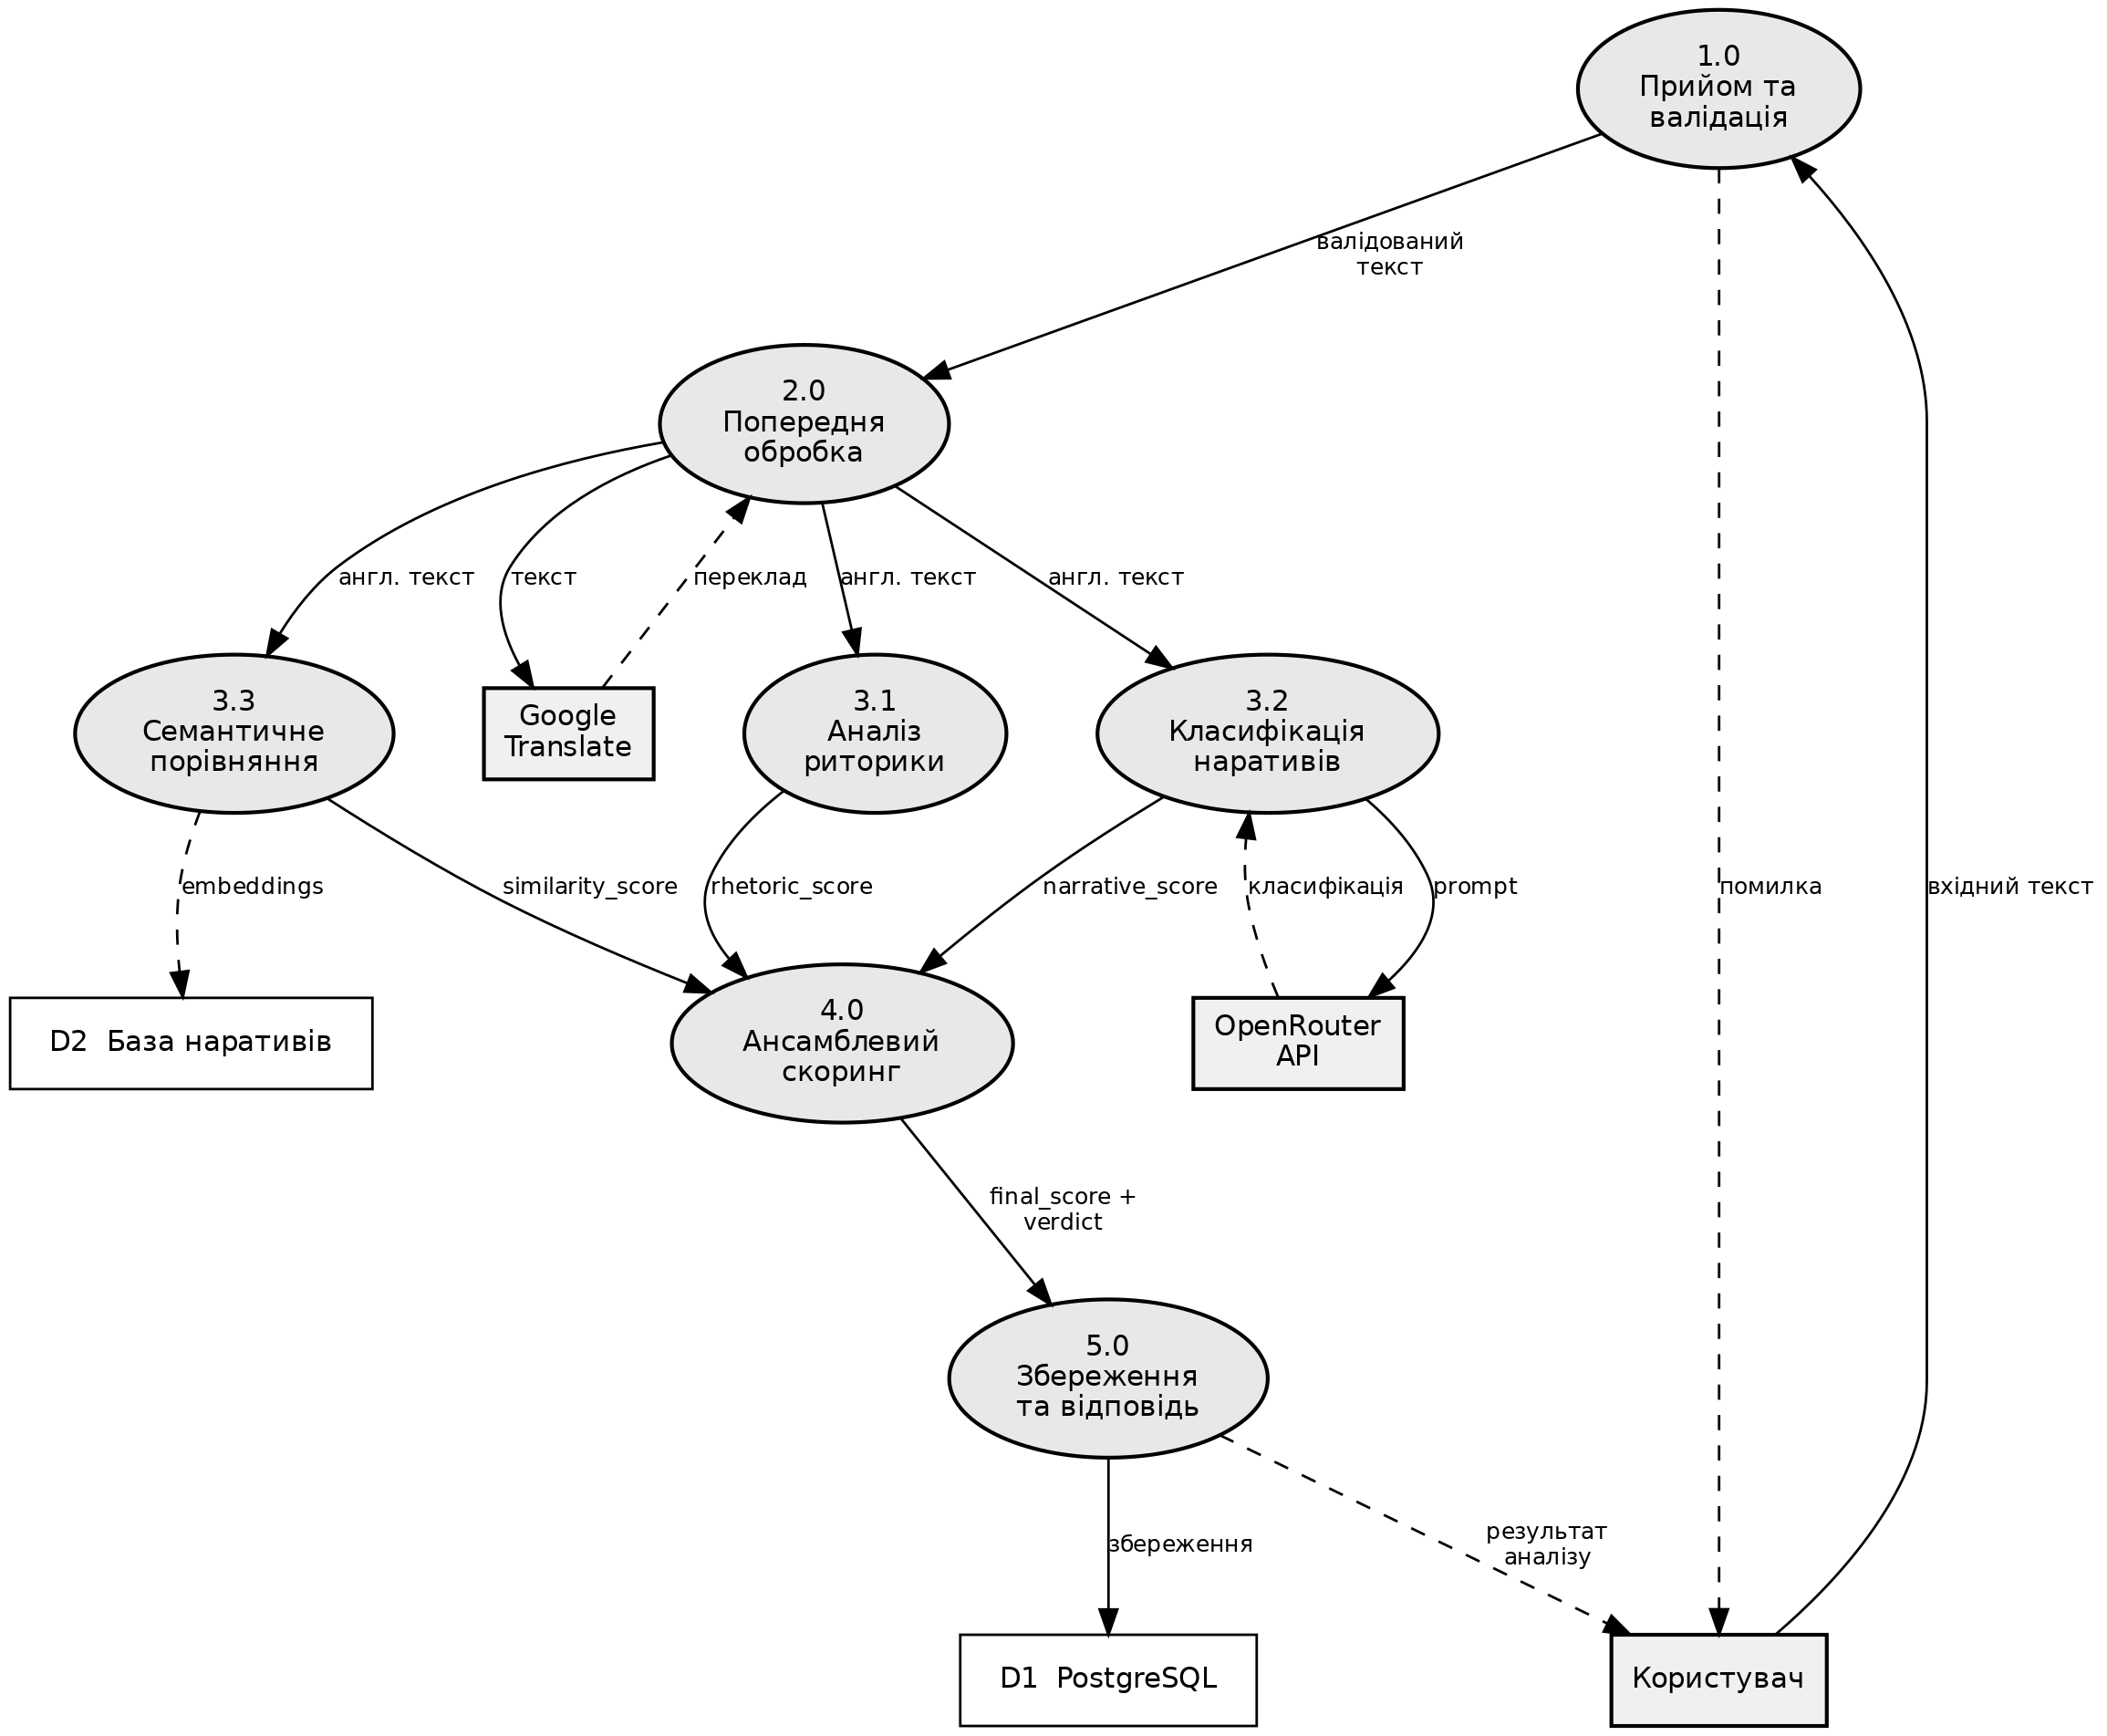 1.0
Прийом та
валідація
валідований
текст
2.0
Попередня
обробка
англ. текст
текст
переклад
англ. текст
англ. текст
3.3
Семантичне
порівняння
Google
Translate
3.1
Аналіз
риторики
3.2
Класифікація
наративів
embeddings
similarity_score
rhetoric_score
narrative_score
класифікація
prompt
помилка
вхідний текст
D2 База наративів
4.0
Ансамблевий
скоринг
OpenRouter
API
final_score +
verdict
5.0
Збереження
та відповідь
збереження
результат
аналізу
D1 PostgreSQL
Користувач